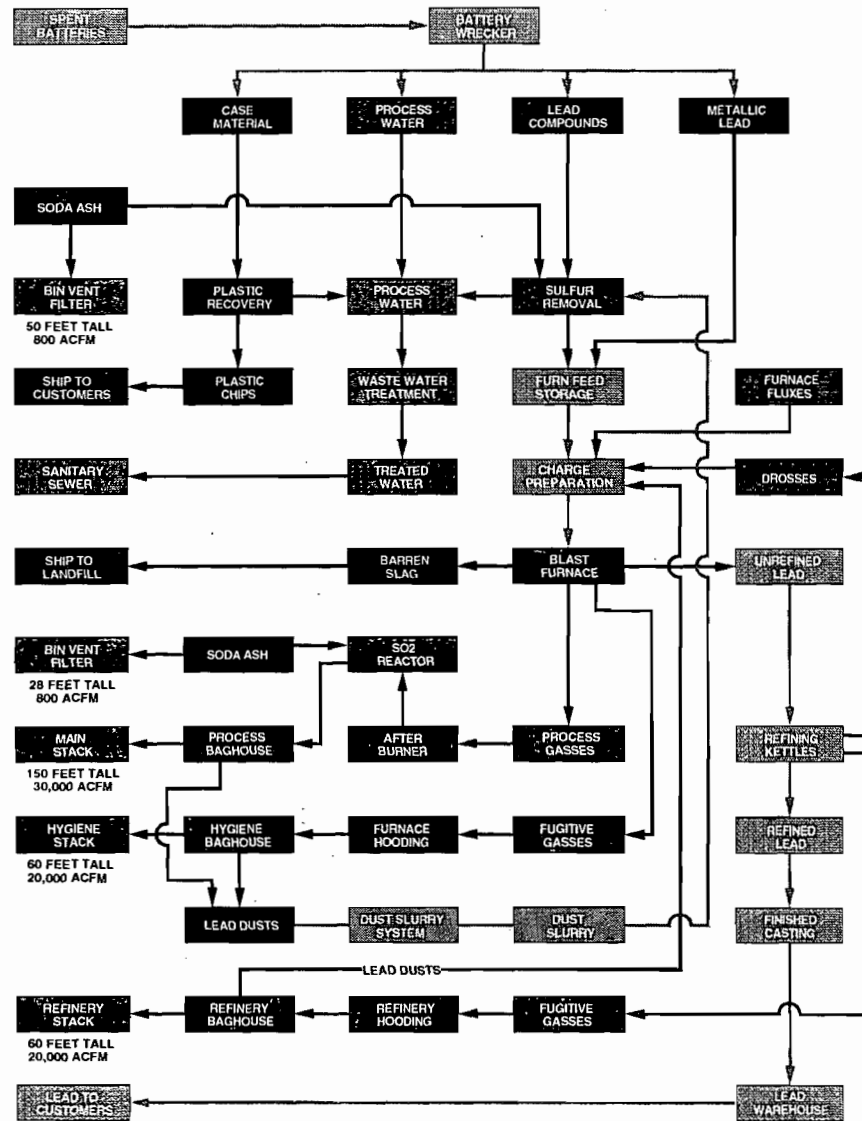 SPENT
BATTERIES
BATTERY
WRECKER
CASE
MATERIAL
PROCESS
WATER
LEAD
COMPOUNDS
METALLIC
LEAD
SODA ASH
BIN VENT
FILTER
50 FEET TALL
800 ACFM
PLASTIC
RECOVERY
PROCESS
WATER
SULFUR
REMOVAL
SHIP TO
CUSTOMERS
PLASTIC
CHIPS
WASTE WATER
TREATMENT
FURN FEED
STORAGE
FURNACE
FLUXES
SANITARY
SEWER
TREATED
WATER
CHARGE
PREPARATION
DROSSES
SHIP TO
LANDFILL
BARREN
SLAG
BLAST
FURNACE
UNREFINED
LEAD
BIN VENT
FILTER
28 FEET TALL
800 ACFM
SODA ASH
SO2
REACTOR
MAIN
STACK
150 FEET TALL
30,000 ACFM
PROCESS
BAGHOUSE
AFTER
BURNER
PROCESS
GASSES
REFINING
KETTLES
HYGIENE
STACK
60 FEET TALL
20,000 ACFM
HYGIENE
BAGHOUSE
FURNACE
HOODING
FUGITIVE
GASSES
REFINED
LEAD
LEAD DUSTS
DUST SLURRY
SYSTEM
DUST
SLURRY
FINISHED
CASTING
LEAD DUSTS
REFINERY
STACK
60 FEET TALL
20,000 ACFM
REFINERY
BAGHOUSE
REFINERY
HOODING
FUGITIVE
GASSES
LEAD TO
CUSTOMERS
LEAD
WAREHOUSE